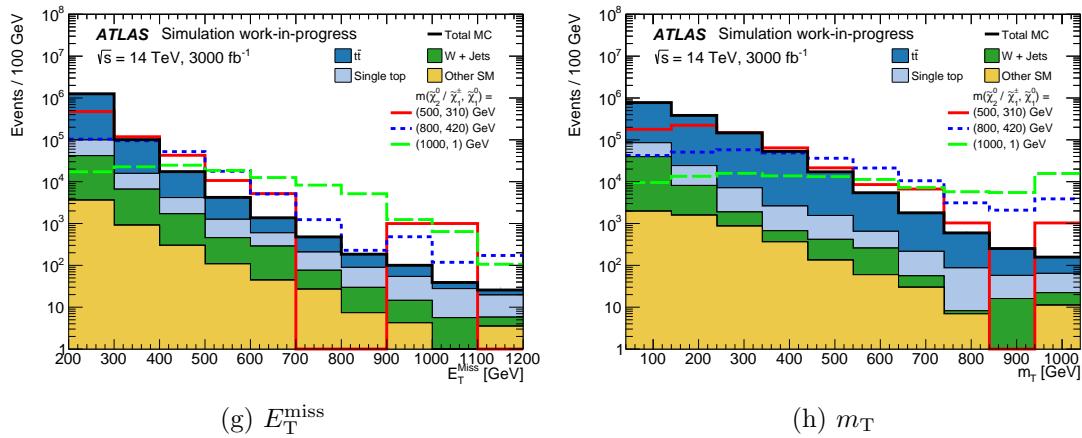 ATLAS Simulation work-in-progress
√s = 14 TeV, 3000 fb⁻¹
Total MC
tt̄
W + Jets
Single top
Other SM
m(χ̃₂⁰ / χ̃₁±, χ̃₁⁰) =
(500, 310) GeV
(800, 420) GeV
(1000, 1) GeV
Events / 100 GeV
10⁸
10⁷
10⁶
10⁵
10⁴
10³
10²
10
1
200 300 400 500 600 700 800 900 1000 1100 1200
E_T^Miss [GeV]
(g) E_T^miss
ATLAS Simulation work-in-progress
√s = 14 TeV, 3000 fb⁻¹
Total MC
tt̄
W + Jets
Single top
Other SM
m(χ̃₂⁰ / χ̃₁±, χ̃₁⁰) =
(500, 310) GeV
(800, 420) GeV
(1000, 1) GeV
Events / 100 GeV
10⁸
10⁷
10⁶
10⁵
10⁴
10³
10²
10
1
100 200 300 400 500 600 700 800 900 1000
m_T [GeV]
(h) m_T